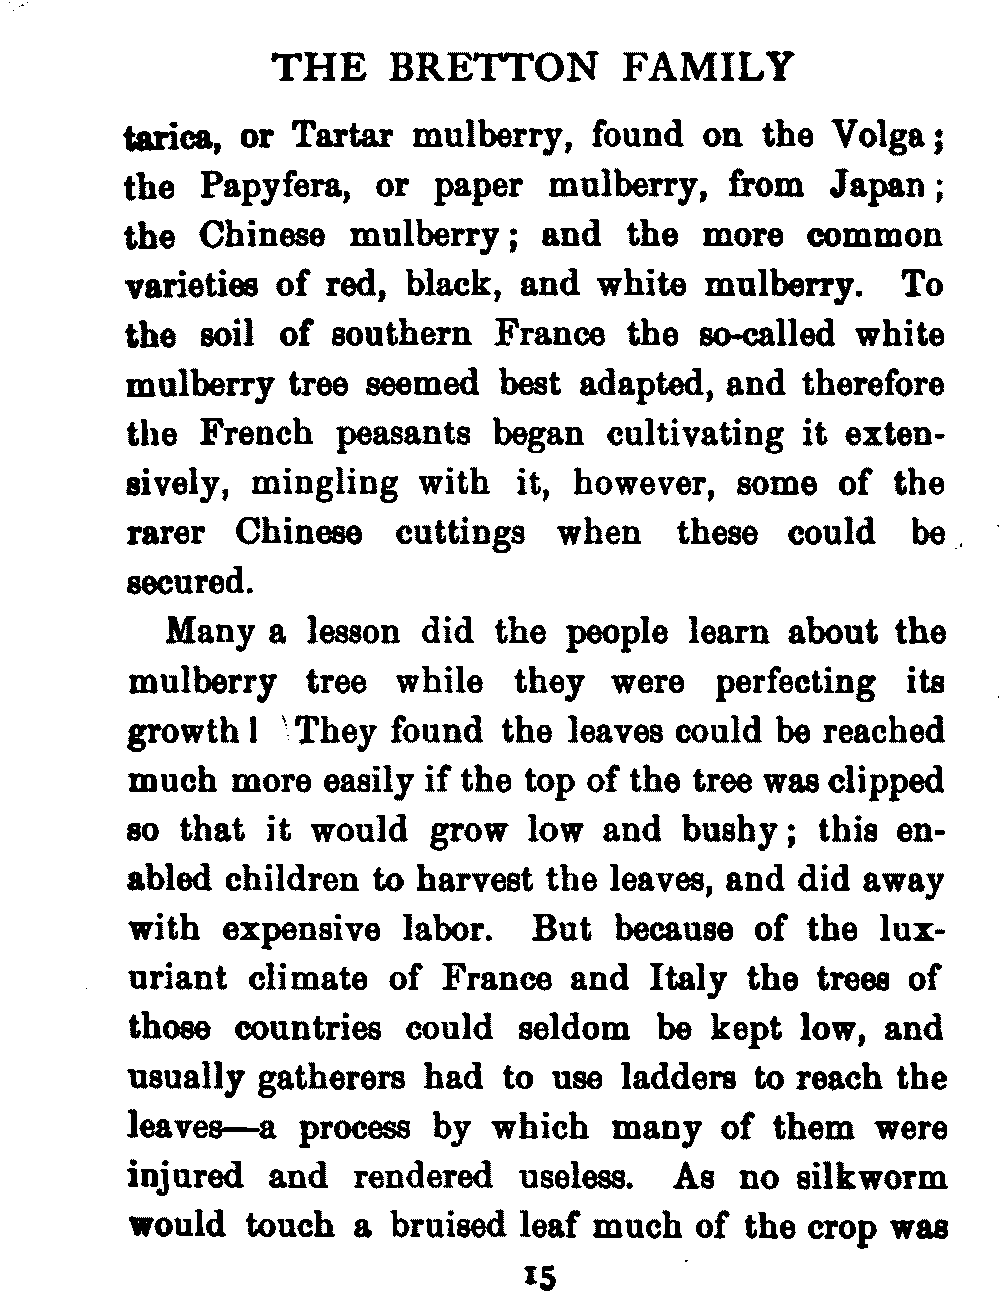 THE BRETTON FAMILY
tarica, or Tartar mulberry, found on the Volga;
the Papyfera, or paper mulberry, from Japan;
the Chinese mulberry; and the more common
varieties of red, black, and white mulberry. To
the soil of southern France the so-called white
mulberry tree seemed best adapted, and therefore
the French peasants began cultivating it exten-
sively, mingling with it, however, some of the
rarer Chinese cuttings when these could be
secured.
Many a lesson did the people learn about the
mulberry tree while they were perfecting its
growth! They found the leaves could be reached
much more easily if the top of the tree was clipped
so that it would grow low and bushy; this en-
abled children to harvest the leaves, and did away
with expensive labor. But because of the lux-
uriant climate of France and Italy the trees of
those countries could seldom be kept low, and
usually gatherers had to use ladders to reach the
leaves—a process by which many of them were
injured and rendered useless. As no silkworm
would touch a bruised leaf much of the crop was
15